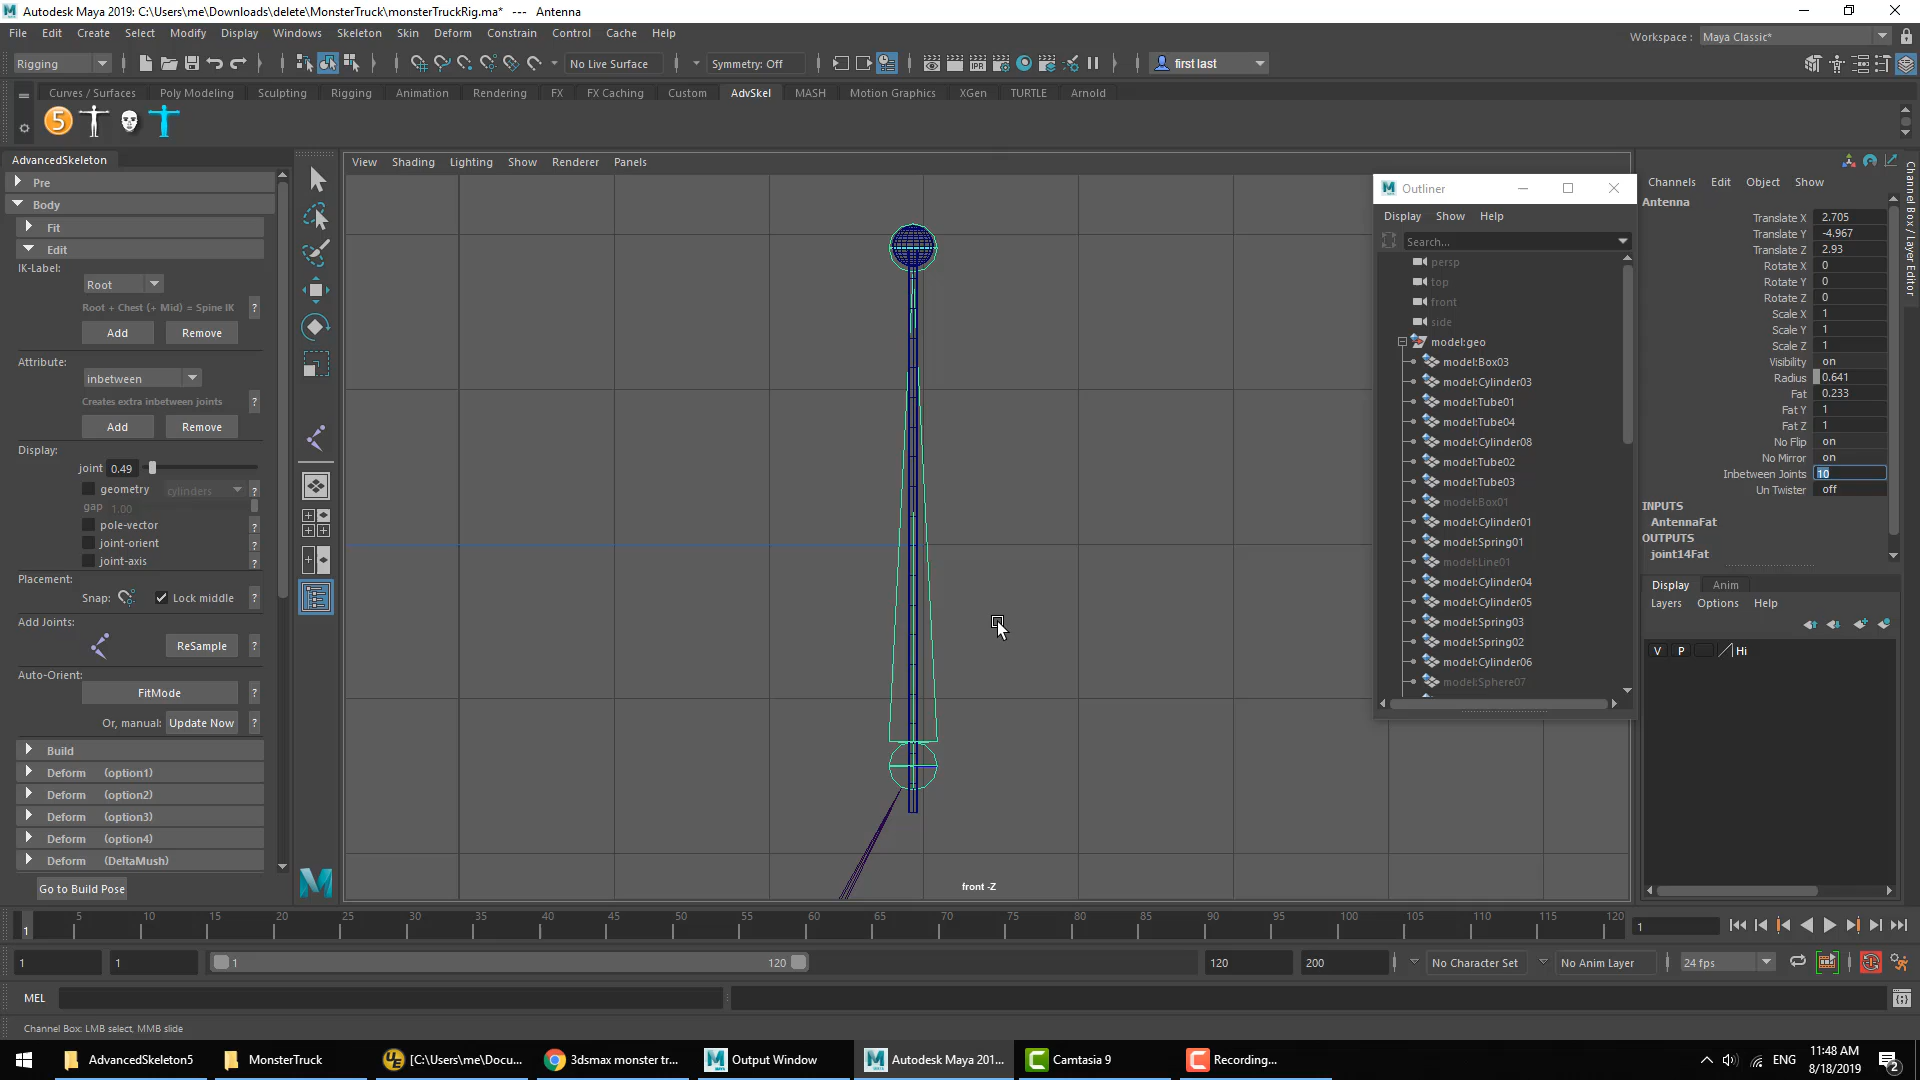 Autodesk Maya 2019: C:\Users\me\Downloads\delete\MonsterTruck\monsterTruckRig.ma*   ---   Antenna
File Edit Create Select Modify Display Windows Skeleton Skin Deform Constrain Control Cache Help
Workspace : Maya Classic*
Rigging No Live Surface Symmetry: Off first last
Curves / Surfaces Poly Modeling Sculpting Rigging Animation Rendering FX FX Caching Custom AdvSkel MASH Motion Graphics XGen TURTLE Arnold
5
AdvancedSkeleton
Pre
Body
Fit
Edit
IK-Label:
Root
Root + Chest (+ Mid) = Spine IK ?
Add Remove
Attribute:
inbetween
Creates extra inbetween joints ?
Add Remove
Display:
joint 0.49
geometry cylinders ?
gap 1.00
pole-vector ?
joint-orient ?
joint-axis ?
Placement:
Snap: Lock middle ?
Add Joints:
ReSample ?
Auto-Orient:
FitMode ?
Or, manual: Update Now ?
Build
Deform (option1)
Deform (option2)
Deform (option3)
Deform (option4)
Deform (DeltaMush)
Go to Build Pose
View Shading Lighting Show Renderer Panels
front -Z
Outliner
Display Show Help
Search...
persp
top
front
side
model:geo
model:Box03
model:Cylinder03
model:Tube01
model:Tube04
model:Cylinder08
model:Tube02
model:Tube03
model:Box01
model:Cylinder01
model:Spring01
model:Line01
model:Cylinder04
model:Cylinder05
model:Spring03
model:Spring02
model:Cylinder06
model:Sphere07
Channels Edit Object Show
Antenna
Translate X 2.705
Translate Y -4.967
Translate Z 2.93
Rotate X 0
Rotate Y 0
Rotate Z 0
Scale X 1
Scale Y 1
Scale Z 1
Visibility on
Radius 0.641
Fat 0.233
Fat Y 1
Fat Z 1
No Flip on
No Mirror on
Inbetween Joints 10
Un Twister off
INPUTS
AntennaFat
OUTPUTS
joint14Fat
Display Anim
Layers Options Help
V P Hi
Channel Box / Layer Editor
5 10 15 20 25 30 35 40 45 50 55 60 65 70 75 80 85 90 95 100 105 110 115 120
1
1
1 1 1 120 120 200 No Character Set No Anim Layer 24 fps
MEL
Channel Box: LMB select, MMB slide
AdvancedSkeleton5 MonsterTruck [C:\Users\me\Docu... 3dsmax monster tr... Output Window Autodesk Maya 201... Camtasia 9 Recording... ENG 11:48 AM
8/18/2019 2